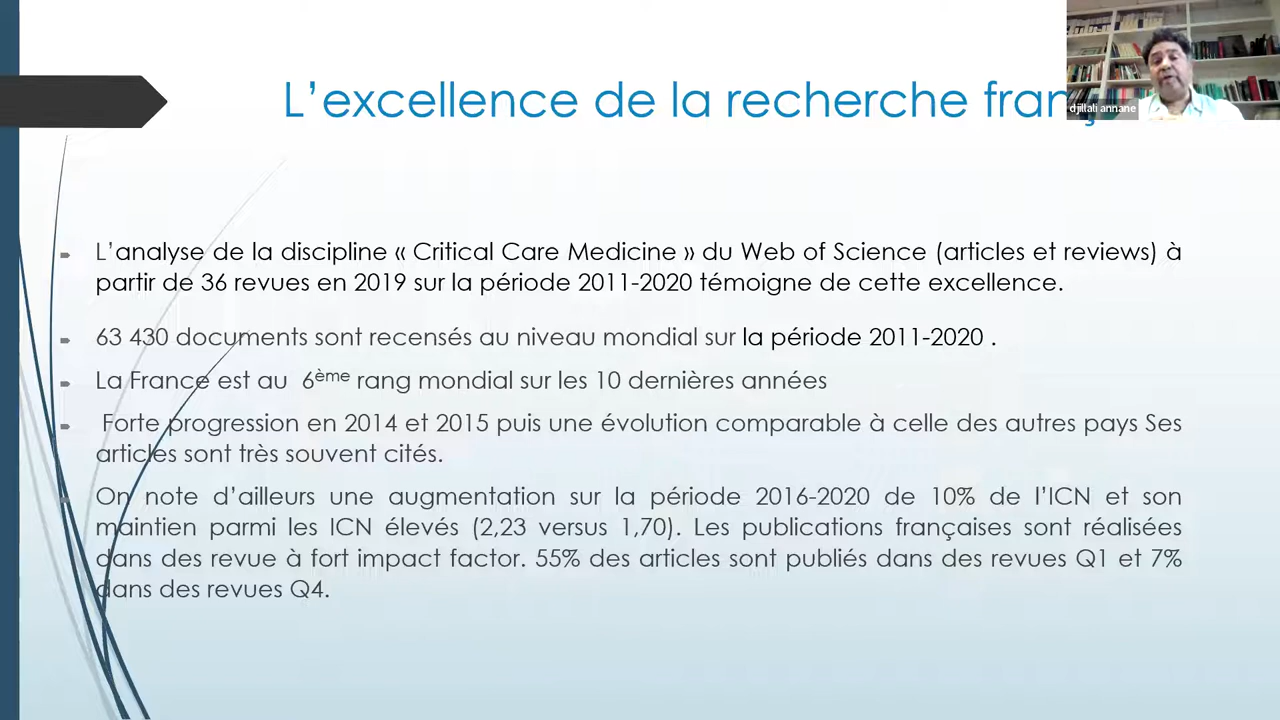 L’excellence de la recherche franç
djillali annane
L’analyse de la discipline « Critical Care Medicine » du Web of Science (articles et reviews) à
partir de 36 revues en 2019 sur la période 2011-2020 témoigne de cette excellence.
63 430 documents sont recensés au niveau mondial sur la période 2011-2020 .
La France est au 6ème rang mondial sur les 10 dernières années
Forte progression en 2014 et 2015 puis une évolution comparable à celle des autres pays Ses
articles sont très souvent cités.
On note d’ailleurs une augmentation sur la période 2016-2020 de 10% de l’ICN et son
maintien parmi les ICN élevés (2,23 versus 1,70). Les publications françaises sont réalisées
dans des revue à fort impact factor. 55% des articles sont publiés dans des revues Q1 et 7%
dans des revues Q4.